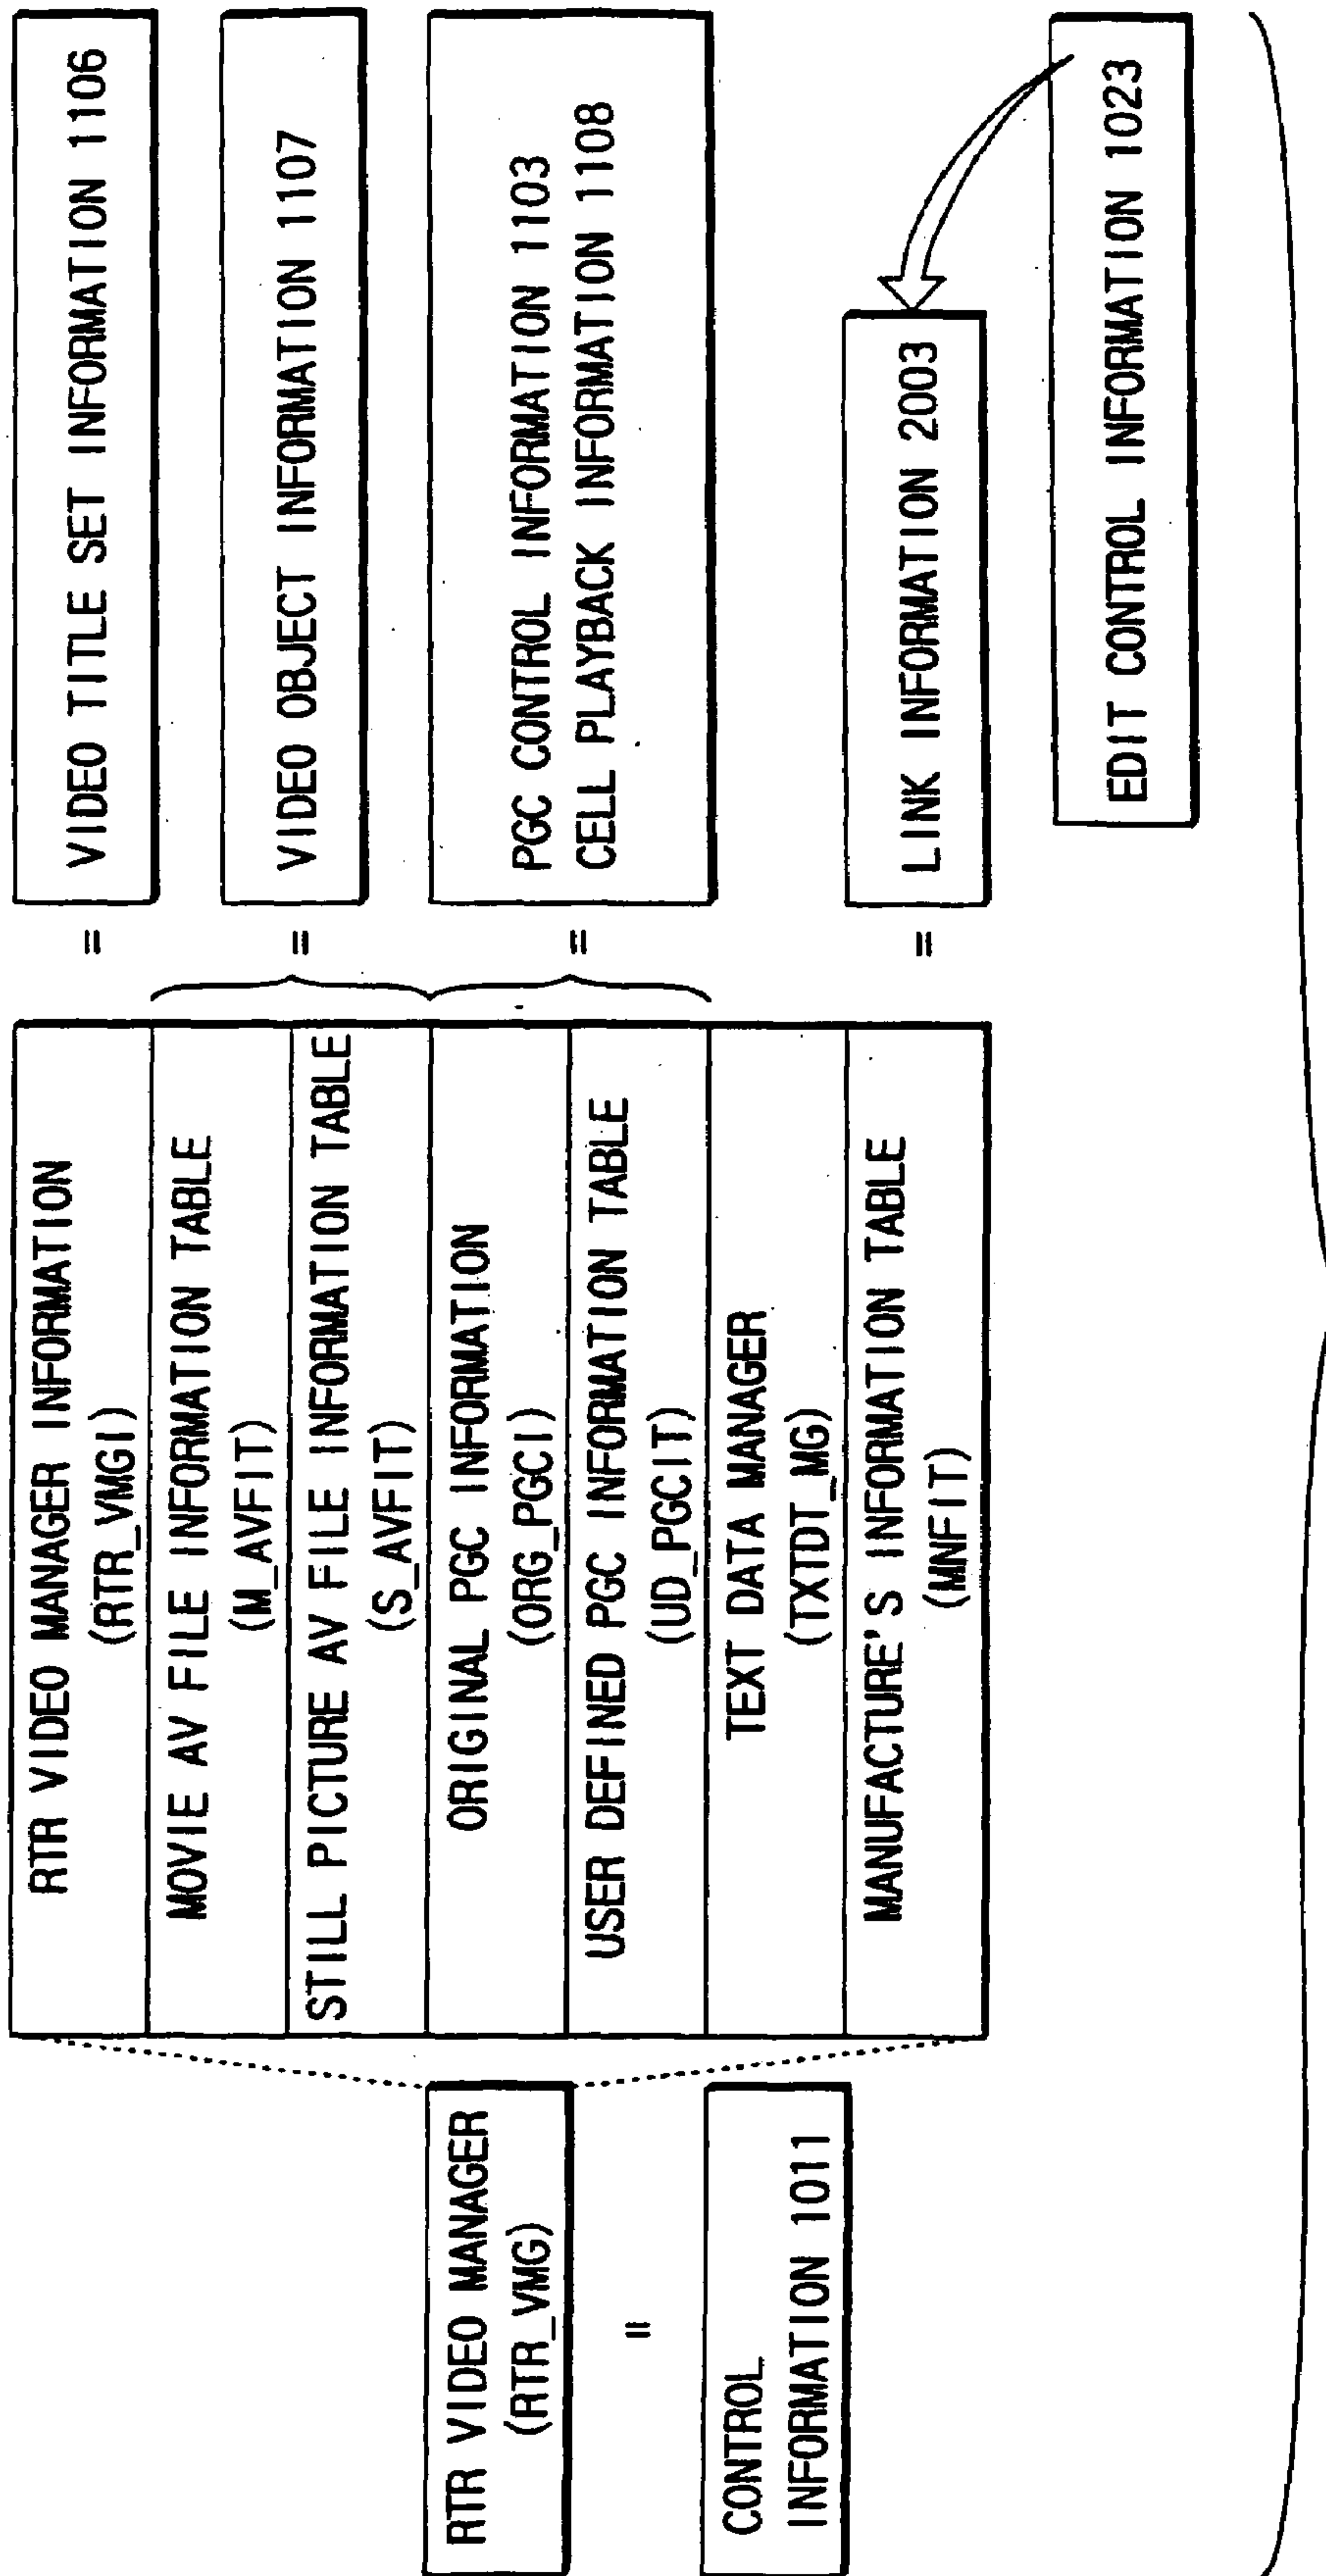 RTR VIDEO MANAGER
(RTR_VMG)
=
CONTROL
INFORMATION 1011
RTR VIDEO MANAGER INFORMATION
(RTR_VMGI)
MOVIE AV FILE INFORMATION TABLE
(M_AVFIT)
STILL PICTURE AV FILE INFORMATION TABLE
(S_AVFIT)
ORIGINAL PGC INFORMATION
(ORG_PGCI)
USER DEFINED PGC INFORMATION TABLE
(UD_PGCIT)
TEXT DATA MANAGER
(TXTDT_MG)
MANUFACTURE'S INFORMATION TABLE
(MNFIT)
=
VIDEO TITLE SET INFORMATION 1106
=
VIDEO OBJECT INFORMATION 1107
=
PGC CONTROL INFORMATION 1103
CELL PLAYBACK INFORMATION 1108
=
LINK INFORMATION 2003
EDIT CONTROL INFORMATION 1023